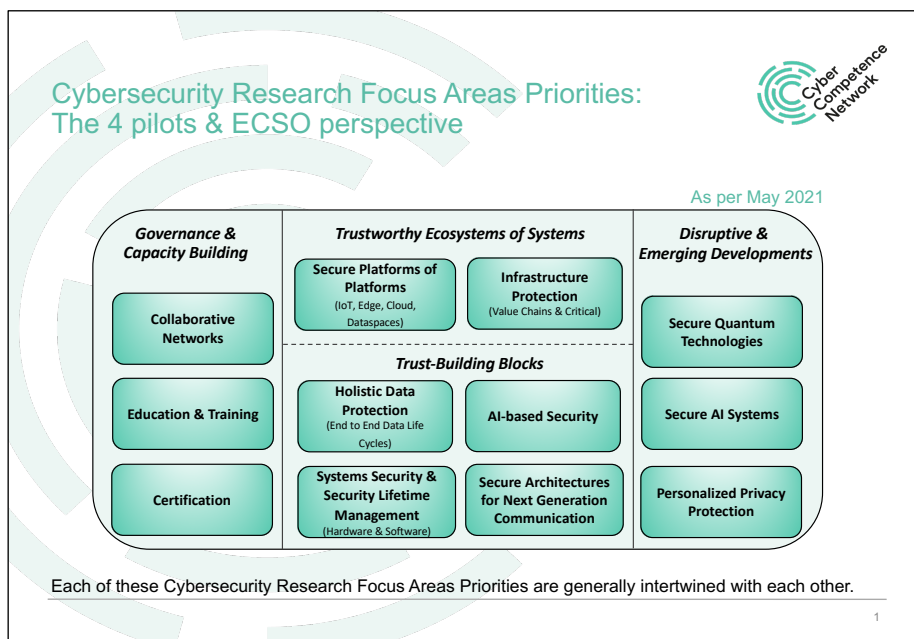 Cybersecurity Research Focus Areas Priorities:
The 4 pilots & ECSO perspective
Cyber
Competence
Network
As per May 2021
Governance &
Capacity Building
Collaborative
Networks
Education & Training
Certification
Trustworthy Ecosystems of Systems
Secure Platforms of
Platforms
(IoT, Edge, Cloud,
Dataspaces)
Infrastructure
Protection
(Value Chains & Critical)
Trust-Building Blocks
Holistic Data
Protection
(End to End Data Life
Cycles)
AI-based Security
Systems Security &
Security Lifetime
Management
(Hardware & Software)
Secure Architectures
for Next Generation
Communication
Disruptive &
Emerging Developments
Secure Quantum
Technologies
Secure AI Systems
Personalized Privacy
Protection
Each of these Cybersecurity Research Focus Areas Priorities are generally intertwined with each other.
1